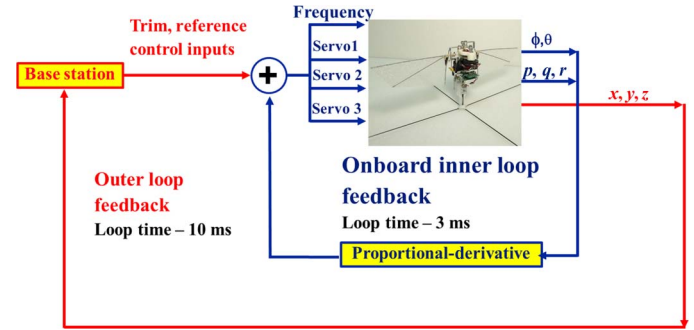 Frequency
Trim, reference
control inputs
Servo1
Servo 2
Servo 3
Base station
+
ϕ,θ
p, q, r
x, y, z
Onboard inner loop
feedback
Loop time – 3 ms
Outer loop
feedback
Loop time – 10 ms
Proportional-derivative